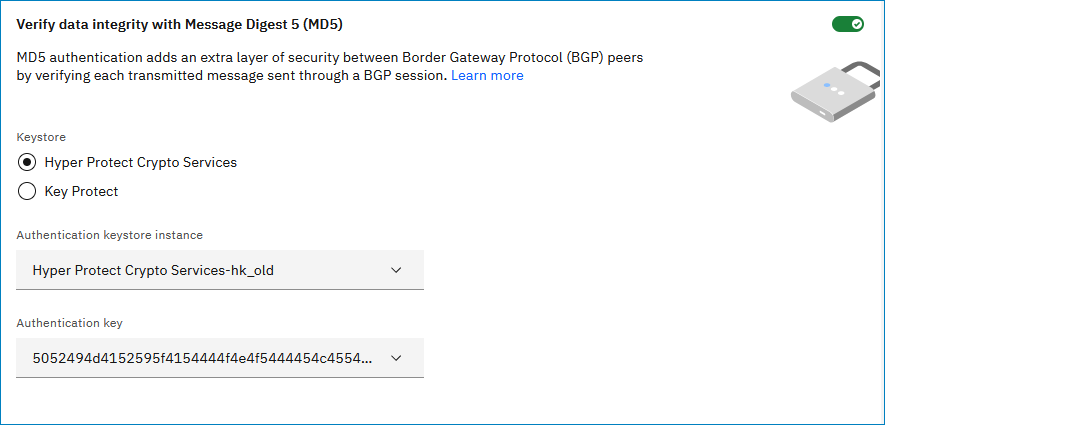 Verify data integrity with Message Digest 5 (MD5)
MD5 authentication adds an extra layer of security between Border Gateway Protocol (BGP) peers
by verifying each transmitted message sent through a BGP session. Learn more
Keystore
Hyper Protect Crypto Services
Key Protect
Authentication keystore instance
Hyper Protect Crypto Services-hk_old
Authentication key
5052494d4152595f4154444f4e4f5444454c4554...